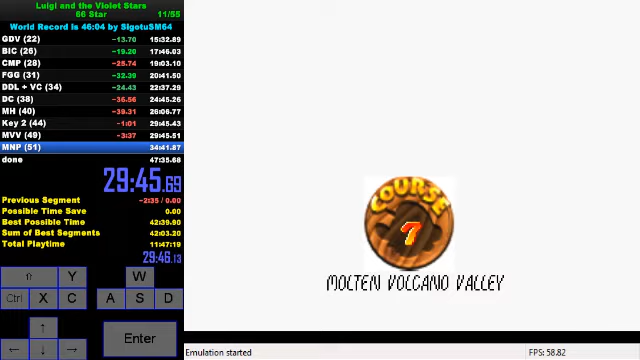 Luigi and the Violet Stars
66 Star 11/55
World Record is 46:04 by SigotuSM64
GDV (22) -13.70 15:32.89
BIC (26) -19.20 17:46.03
CMP (28) -25.74 19:03.10
FGG (31) -32.39 20:41.50
DDL + VC (34) -24.43 22:37.29
DC (38) -36.56 24:45.26
MH (40) -39.31 26:06.77
Key 2 (44) -1:01 29:45.43
MVV (49) -3:37 29:45.51
MNP (51) 34:41.87
done 47:35.68
29:45.69
Previous Segment -2:35 / 0.00
Possible Time Save 0.00
Best Possible Time 42:39.90
Sum of Best Segments 42:03.20
Total Playtime 11:47:19
29:46.13
↑ Y W
Ctrl X C A S D
↑
← ↓ → Enter
COURSE
7
MOLTEN VOLCANO VALLEY
Emulation started FPS: 58.82